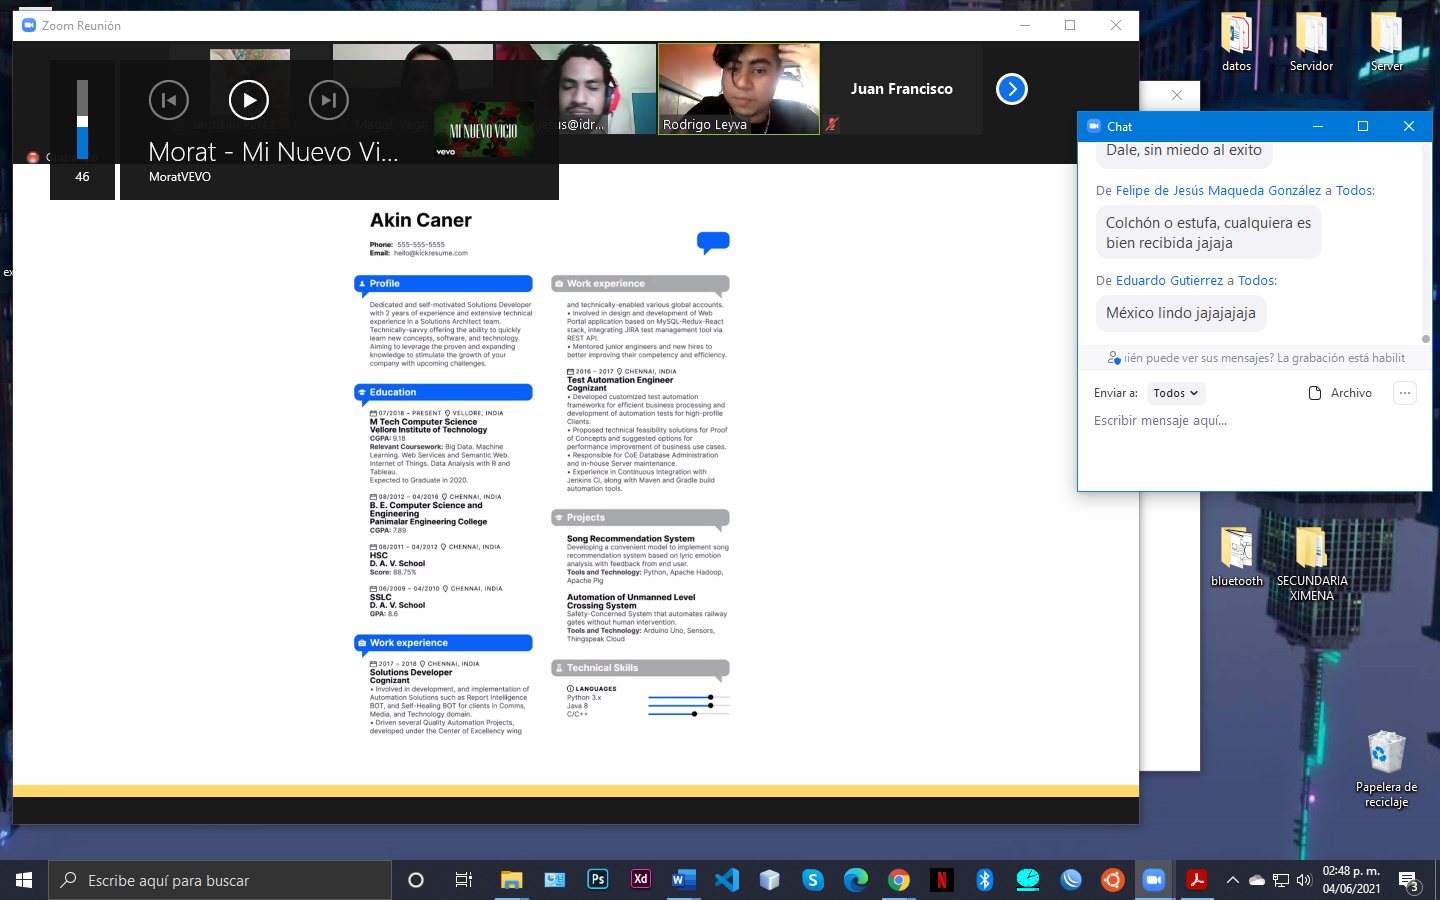 Zoom Reunión
Jaquelin Pérez
Magali Vega
esus@idr...
Rodrigo Leyva
Juan Francisco
46
Morat - Mi Nuevo Vi...
MoratVEVO
MI NUEVO VICIO
vevo
Akin Caner
Phone: 555-555-5555
Email: hello@kickresume.com
Profile
Dedicated and self-motivated Solutions Developer
with 2 years of experience and extensive technical
experience in a Solutions Architect team.
Technically-savvy offering the ability to quickly
learn new concepts, software, and technology.
Aiming to leverage the proven and expanding
knowledge to stimulate the growth of your
company with upcoming challenges.
Education
07/2018 – PRESENT VELLORE, INDIA
M Tech Computer Science
Vellore Institute of Technology
CGPA: 9.18
Relevant Coursework: Big Data. Machine
Learning. Web Services and Semantic Web.
Internet of Things. Data Analysis with R and
Tableau.
Expected to Graduate in 2020.
08/2012 – 04/2016 CHENNAI, INDIA
B. E. Computer Science and
Engineering
Panimalar Engineering College
CGPA: 7.89
06/2011 – 04/2012 CHENNAI, INDIA
HSC
D. A. V. School
Score: 88.75%
06/2009 – 04/2010 CHENNAI, INDIA
SSLC
D. A. V. School
GPA: 8.6
Work experience
2017 – 2018 CHENNAI, INDIA
Solutions Developer
Cognizant
• Involved in development, and implementation of
Automation Solutions such as Report Intelligence
BOT, and Self-Healing BOT for clients in Comms,
Media, and Technology domain.
• Driven several Quality Automation Projects,
developed under the Center of Excellency wing
Work experience
and technically-enabled various global accounts.
• Involved in design and development of Web
Portal application based on MySQL-Redux-React
stack, integrating JIRA test management tool via
REST API.
• Mentored junior engineers and new hires to
better improving their competency and efficiency.
2016 – 2017 CHENNAI, INDIA
Test Automation Engineer
Cognizant
• Developed customized test automation
frameworks for efficient business processing and
development of automation tests for high-profile
Clients.
• Proposed technical feasibility solutions for Proof
of Concepts and suggested options for
performance improvement of business use cases.
• Responsible for CoE Database Administration
and in-house Server maintenance.
• Experience in Continuous Integration with
Jenkins CI, along with Maven and Gradle build
automation tools.
Projects
Song Recommendation System
Developing a convenient model to implement song
recommendation system based on lyric emotion
analysis with feedback from end user.
Tools and Technology: Python, Apache Hadoop,
Apache Pig
Automation of Unmanned Level
Crossing System
Safety-Concerned System that automates railway
gates without human intervention.
Tools and Technology: Arduino Uno, Sensors,
Thingspeak Cloud
Technical Skills
LANGUAGES
Python 3.x
Java 8
C/C++
Chat
Dale, sin miedo al exito
De Felipe de Jesús Maqueda González a Todos:
Colchón o estufa, cualquiera es
bien recibida jajaja
De Eduardo Gutierrez a Todos:
México lindo jajajajaja
uién puede ver sus mensajes? La grabación está habilit
Enviar a: Todos
Archivo
Escribir mensaje aquí...
datos
Servidor
Server
ex
bluetooth
SECUNDARIA
XIMENA
Papelera de
reciclaje
Escribe aquí para buscar
Ps
Xd
02:48 p. m.
04/06/2021
3